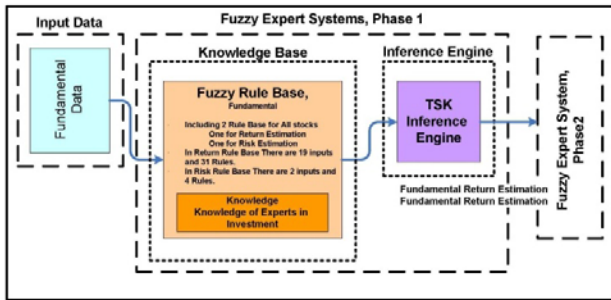 Input Data
Fundamental
Data
Fuzzy Expert Systems, Phase 1
Knowledge Base
Fuzzy Rule Base,
Fundamental
Including 2 Rule Base for All stocks
One for Return Estimation
One for Risk Estimation
In Return Rule Base There are 19 inputs
and 31 Rules.
In Risk Rule Base There are 2 inputs and
4 Rules.
Knowledge
Knowledge of Experts in
Investment
Inference Engine
TSK
Inference
Engine
Fundamental Return Estimation
Fundamental Return Estimation
Fuzzy Expert System,
Phase2